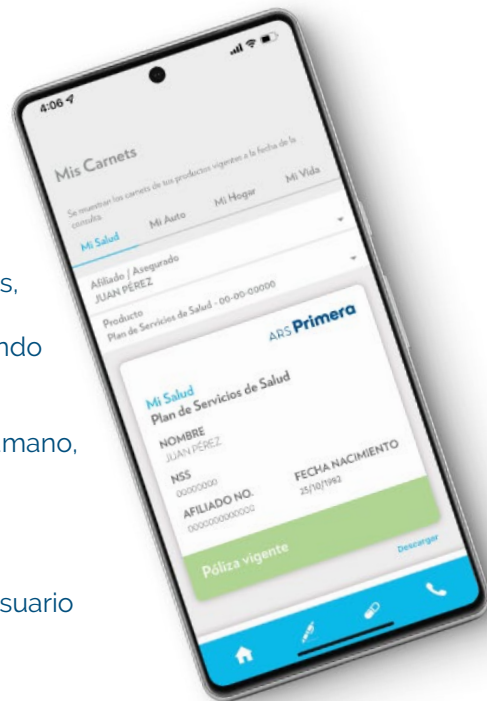 s,
ndo
mano,
suario
4:06
Mis Carnets
Se muestran los carnets de tus productos vigentes a la fecha de la
consulta.
Mi Salud Mi Auto Mi Hogar Mi Vida
Afiliado / Asegurado
JUAN PÉREZ
Producto
Plan de Servicios de Salud - 00-00-00000
ARS Primera
Mi Salud
Plan de Servicios de Salud
NOMBRE
JUAN PÉREZ
NSS
00000000
AFILIADO NO. FECHA NACIMIENTO
0000000000000 25/10/1982
Póliza vigente
Descargar